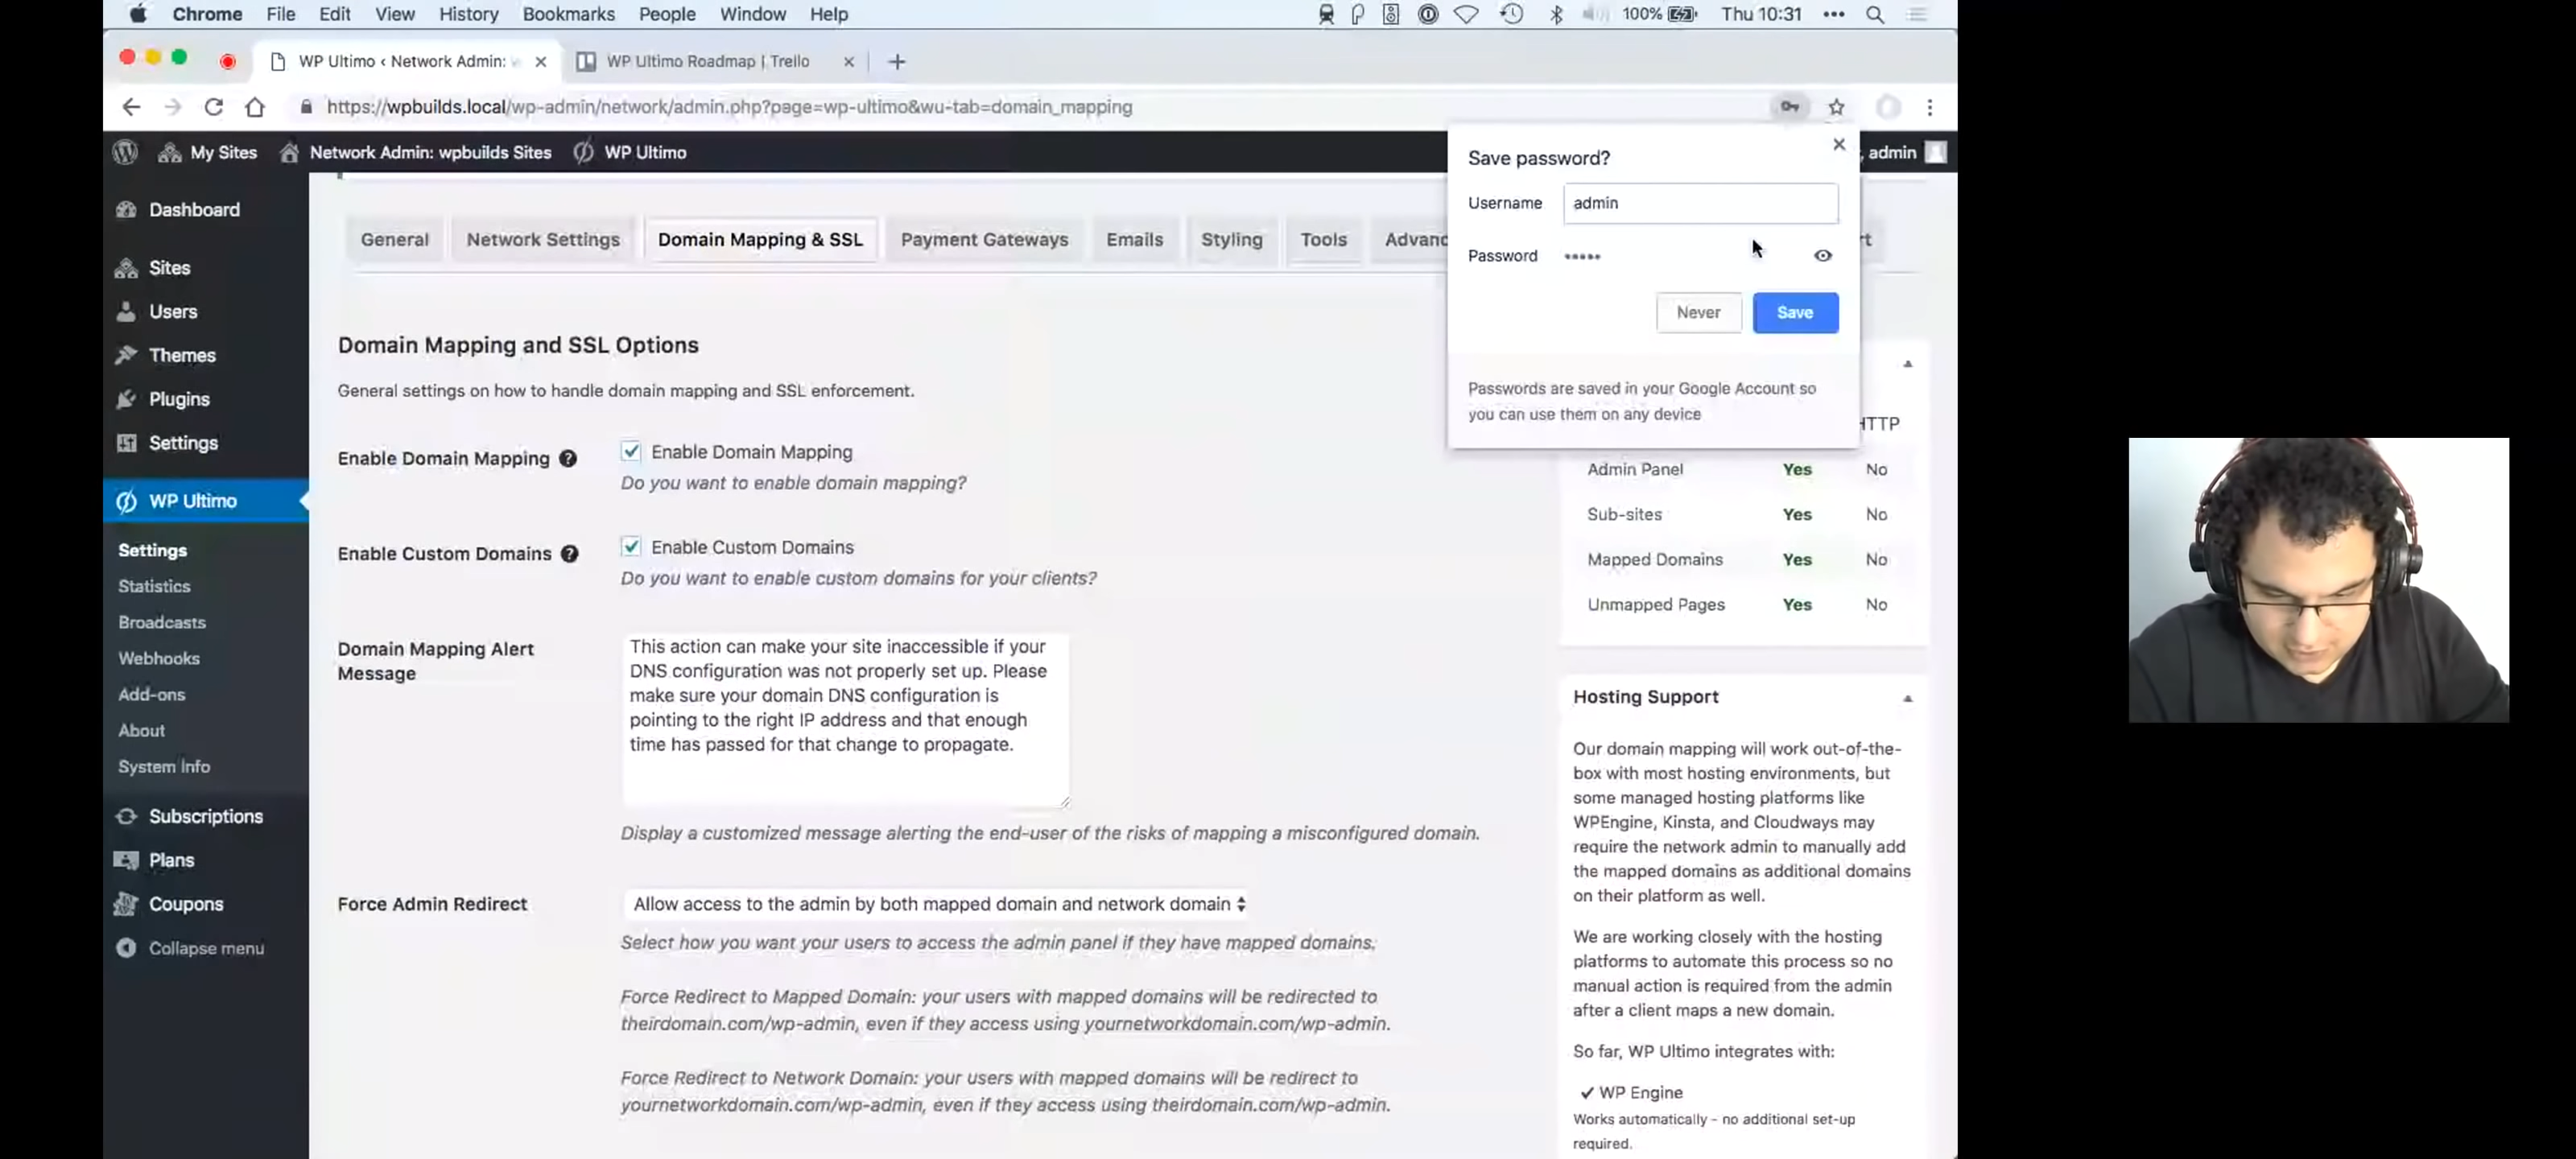 Chrome File Edit View History Bookmarks People Window Help 100% Thu 10:31
WP Ultimo ‹ Network Admin: WP Ultimo Roadmap | Trello
https://wpbuilds.local/wp-admin/network/admin.php?page=wp-ultimo&wu-tab=domain_mapping
My Sites Network Admin: wpbuilds Sites WP Ultimo , admin
Dashboard
Sites
Users
Themes
Plugins
Settings
WP Ultimo
Settings
Statistics
Broadcasts
Webhooks
Add-ons
About
System Info
Subscriptions
Plans
Coupons
Collapse menu
General Network Settings Domain Mapping & SSL Payment Gateways Emails Styling Tools
Domain Mapping and SSL Options
General settings on how to handle domain mapping and SSL enforcement.
Enable Domain Mapping ? Enable Domain Mapping
Do you want to enable domain mapping?
Enable Custom Domains ? Enable Custom Domains
Do you want to enable custom domains for your clients?
Domain Mapping Alert
Message
This action can make your site inaccessible if your
DNS configuration was not properly set up. Please
make sure your domain DNS configuration is
pointing to the right IP address and that enough
time has passed for that change to propagate.
Display a customized message alerting the end-user of the risks of mapping a misconfigured domain.
Force Admin Redirect Allow access to the admin by both mapped domain and network domain
Select how you want your users to access the admin panel if they have mapped domains.
Force Redirect to Mapped Domain: your users with mapped domains will be redirected to
theirdomain.com/wp-admin, even if they access using yournetworkdomain.com/wp-admin.
Force Redirect to Network Domain: your users with mapped domains will be redirect to
yournetworkdomain.com/wp-admin, even if they access using theirdomain.com/wp-admin.
Save password?
Username admin
Password •••••
Never Save
Passwords are saved in your Google Account so
you can use them on any device
HTTP
Admin Panel Yes No
Sub-sites Yes No
Mapped Domains Yes No
Unmapped Pages Yes No
Hosting Support
Our domain mapping will work out-of-the-
box with most hosting environments, but
some managed hosting platforms like
WPEngine, Kinsta, and Cloudways may
require the network admin to manually add
the mapped domains as additional domains
on their platform as well.
We are working closely with the hosting
platforms to automate this process so no
manual action is required from the admin
after a client maps a new domain.
So far, WP Ultimo integrates with:
✓ WP Engine
Works automatically - no additional set-up
required.